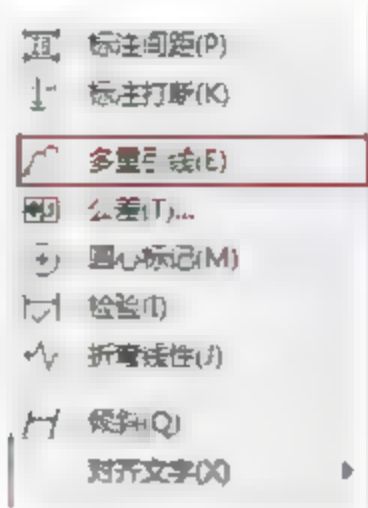 标注间距(P)
标注打断(K)
多重引线(E)
公差(T)...
圆心标记(M)
检验(I)
折弯线性(J)
倾斜(Q)
对齐文字(X)